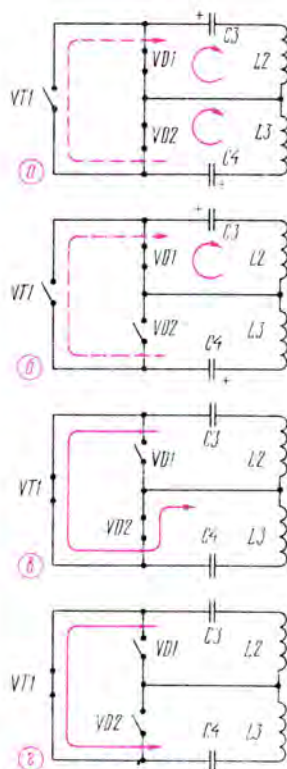 +
C3
VD1
L2
VT1
VD2
L3
C4
+
а
+
C3
VD1
L2
VT1
VD2
L3
C4
+
б
C3
VD1
L2
VT1
VD2
C4
L3
в
C3
VD1
L2
VT1
VD2
C4
L3
г